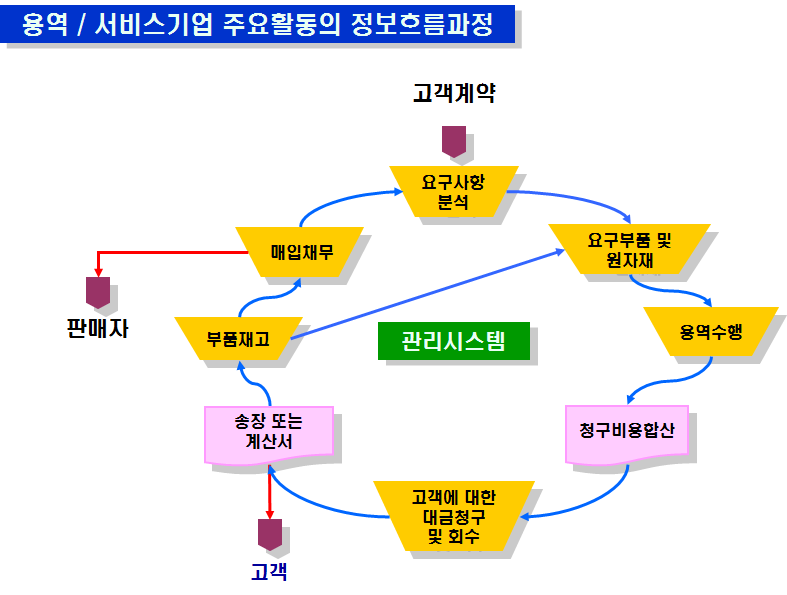 용역 / 서비스기업 주요활동의 정보흐름과정
고객계약
요구사항
분석
매입채무
요구부품 및
원자재
판매자
부품재고
관리시스템
용역수행
송장 또는
계산서
청구비용합산
고객에 대한
대금청구
및 회수
고객